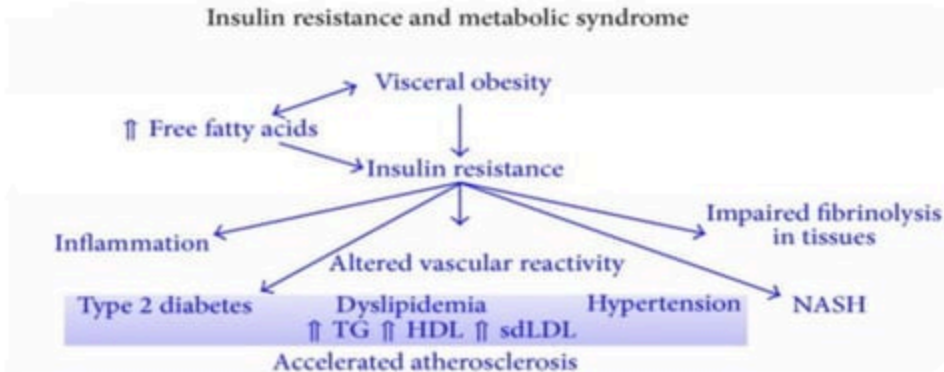 Insulin resistance and metabolic syndrome
Visceral obesity
⇑ Free fatty acids
Insulin resistance
Impaired fibrinolysis
in tissues
Inflammation
Altered vascular reactivity
Type 2 diabetes Dyslipidemia Hypertension NASH
⇑ TG ⇑ HDL ⇑ sdLDL
Accelerated atherosclerosis